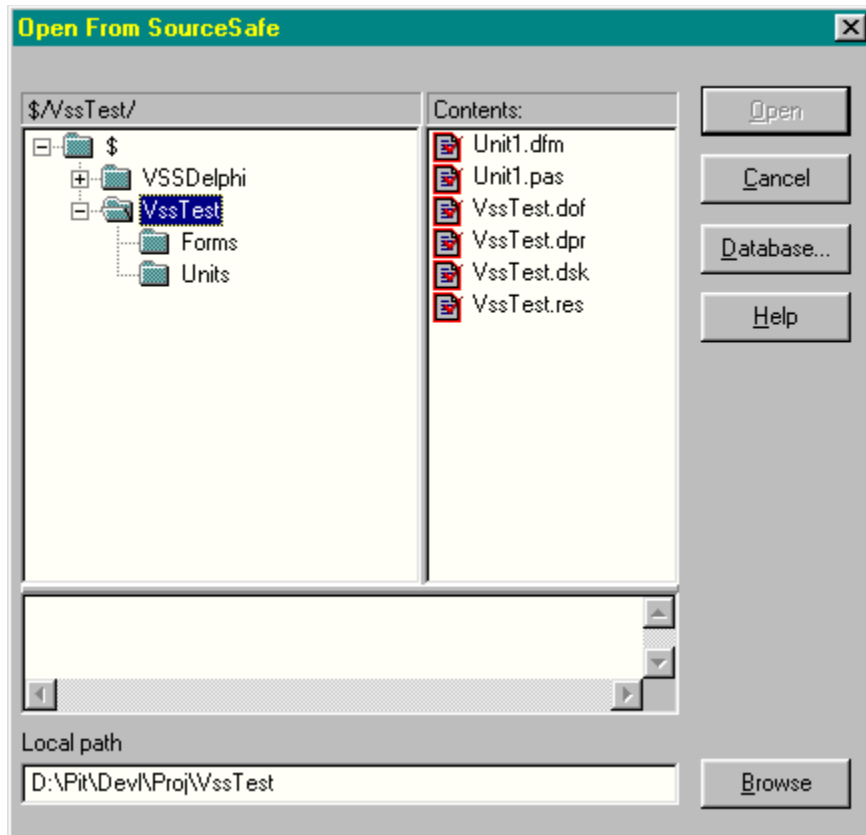 Open From SourceSafe
$/VssTest/
$
VSSDelphi
VssTest
Forms
Units
Contents:
Unit1.dfm
Unit1.pas
VssTest.dof
VssTest.dpr
VssTest.dsk
VssTest.res
Open
Cancel
Database...
Help
Local path
D:\Pit\Devl\Proj\VssTest
Browse